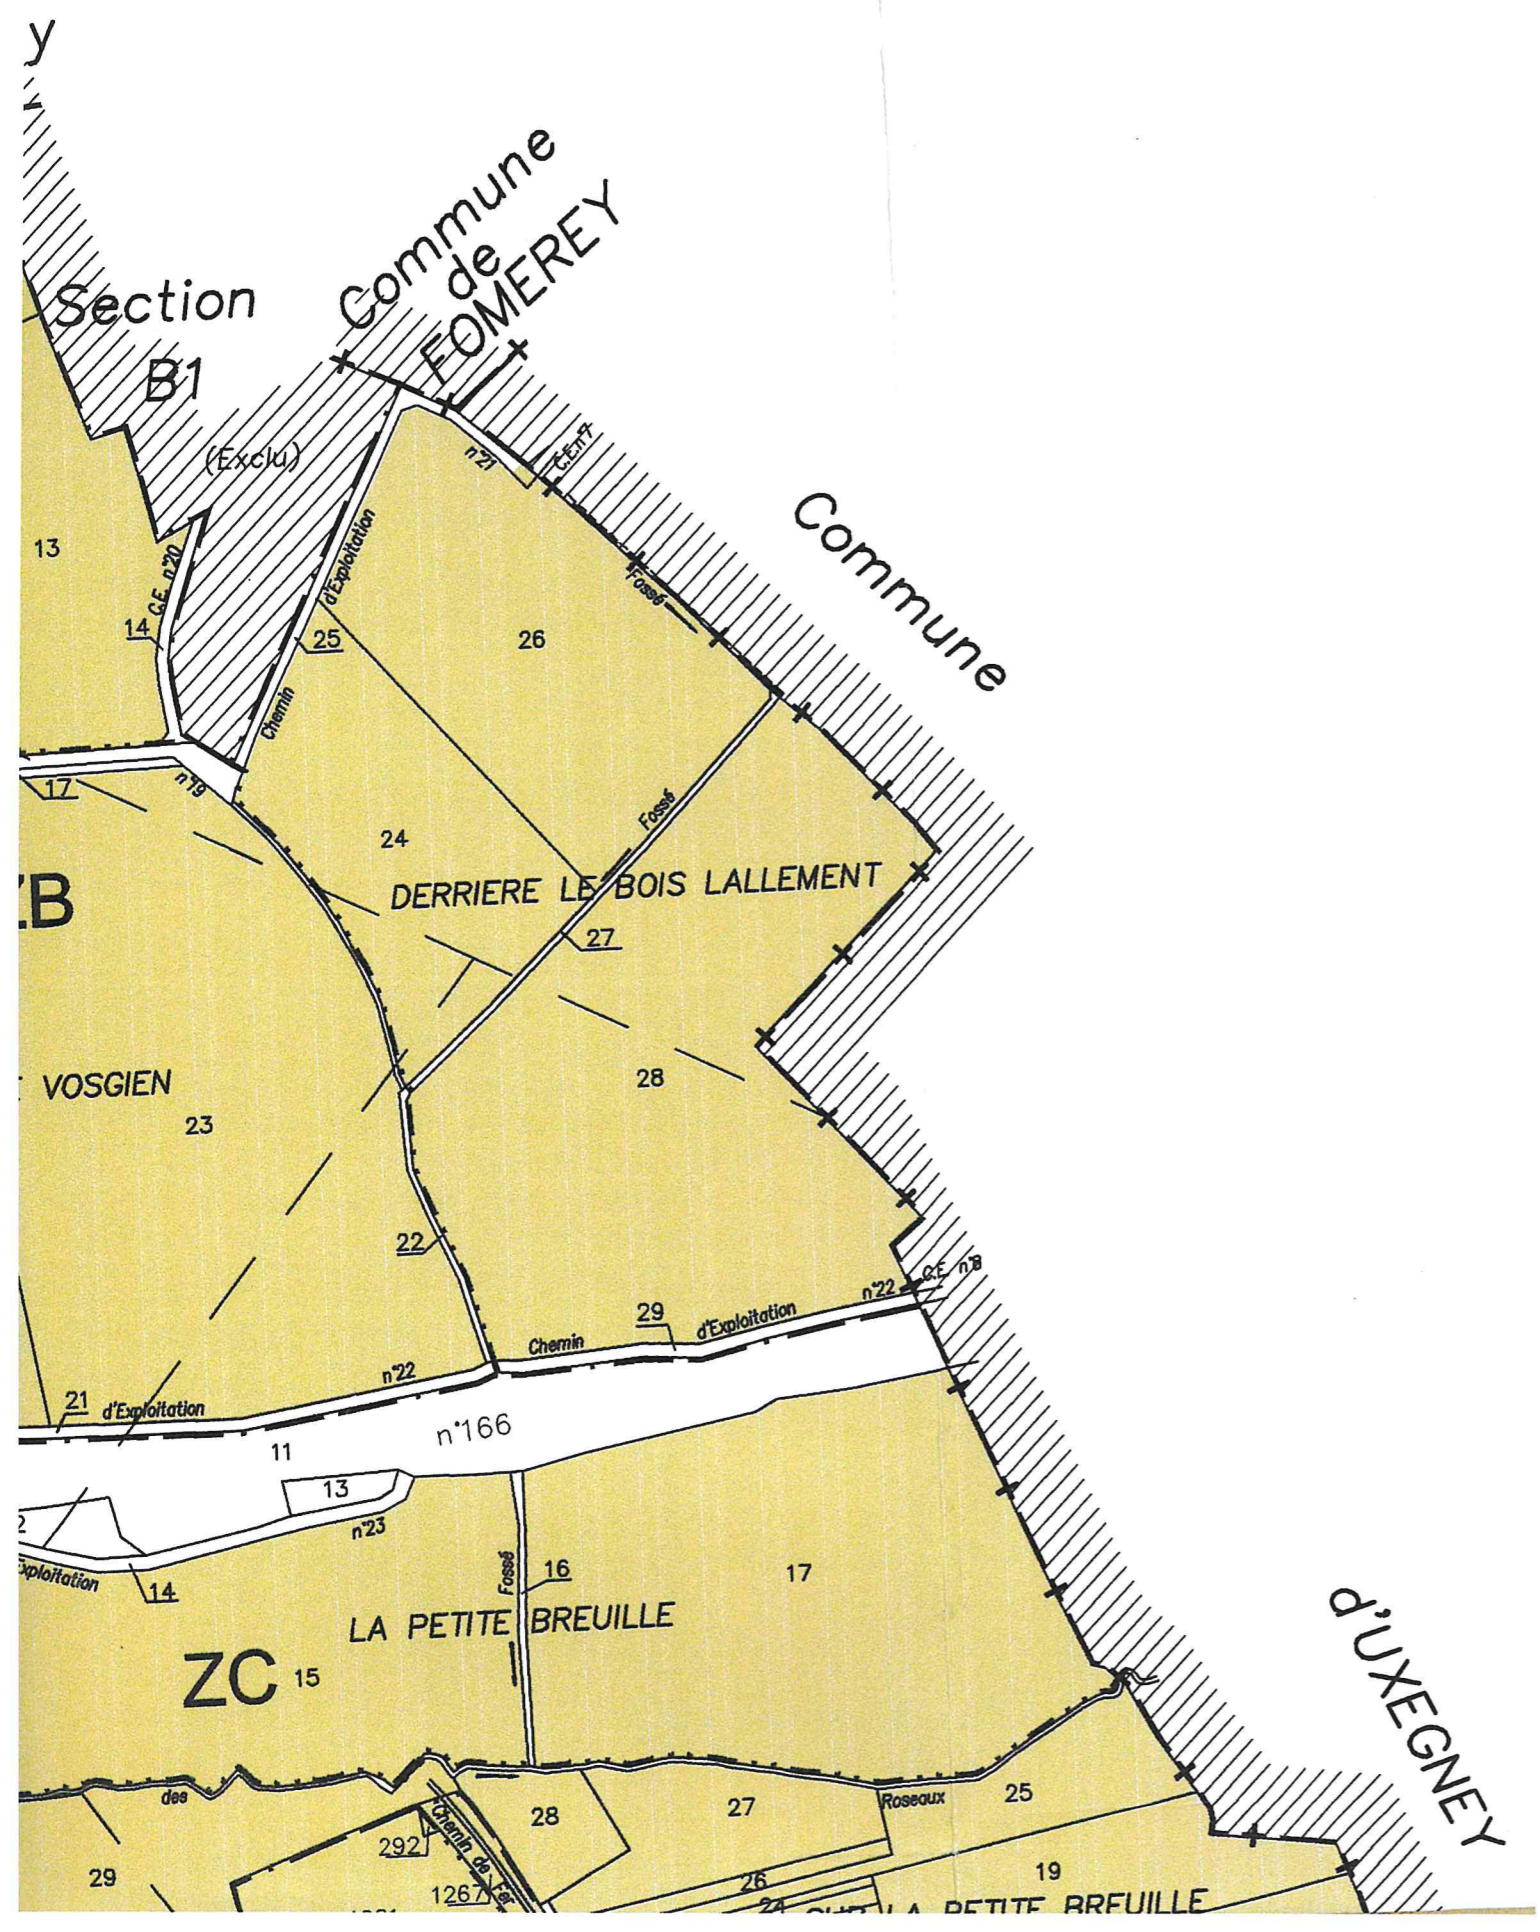 y
Commune
de
FOMEREY
Section
B1
(Exclu)
C.E.n°7
n°21
Commune
13
C.E. n°20
d'Exploitation
Fossé
14
25
26
Chemin
17
n°19
24
Fossé
DERRIERE LE BOIS LALLEMENT
ZB
27
VOSGIEN
28
23
22
C.E. n°8
n°22
29
d'Exploitation
Chemin
n°22
21
d'Exploitation
n°166
11
13
2
n°23
Exploitation
14
Fossé
16
17
LA PETITE BREUILLE
ZC
15
d'UXEGNEY
des
Roseaux
25
28
27
292
Chemin de Fer
29
26
19
1267
24
SUR LA PETITE BREUILLE